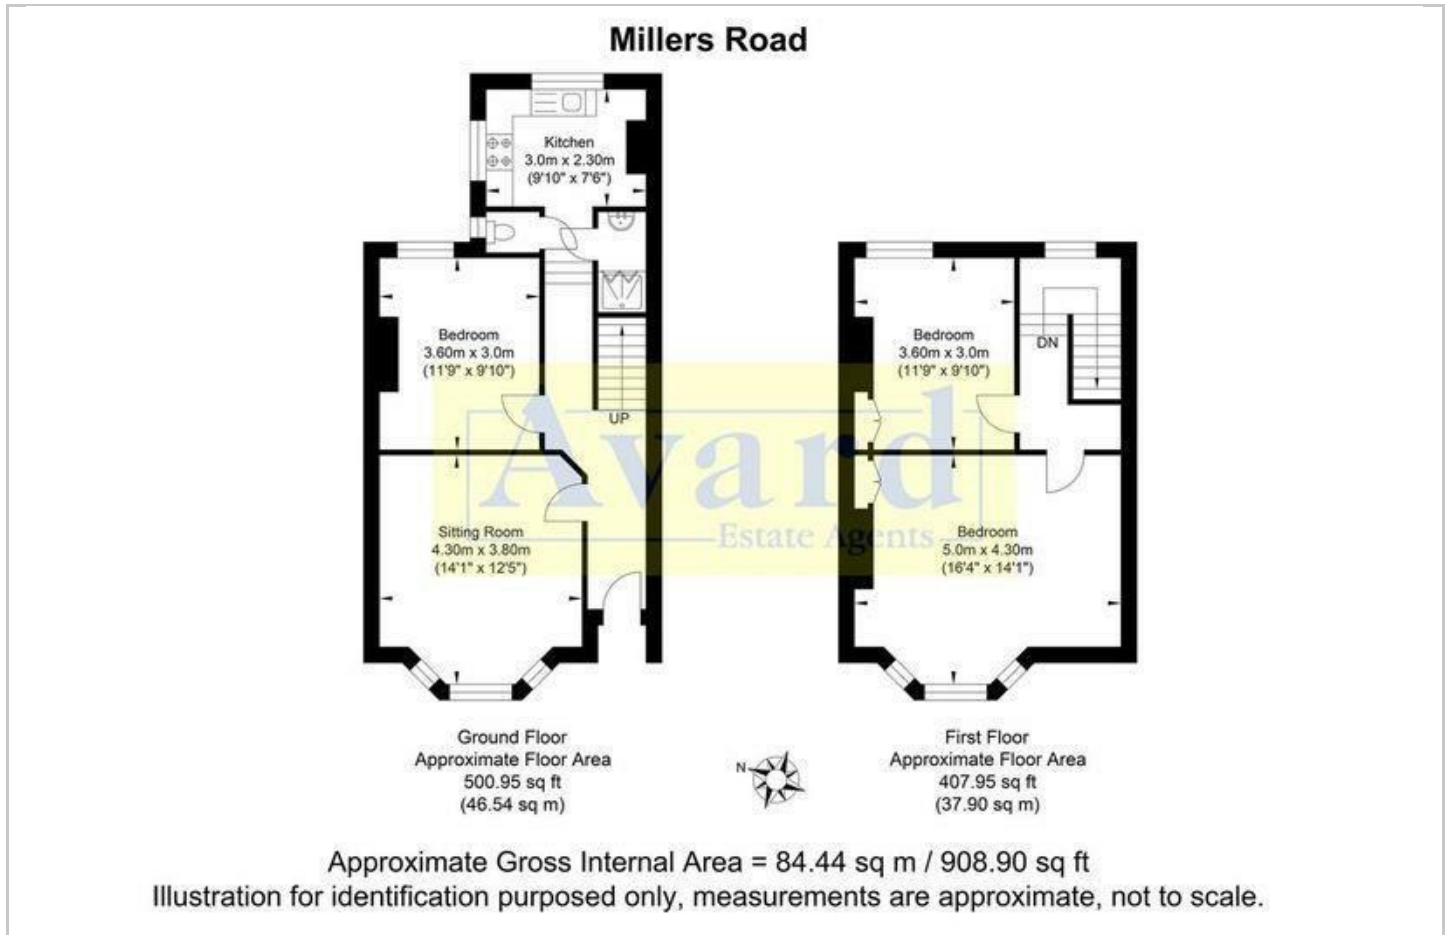 Millers Road
Kitchen
3.0m x 2.30m
(9'10" x 7'6")
Bedroom
3.60m x 3.0m
(11'9" x 9'10")
UP
Sitting Room
4.30m x 3.80m
(14'1" x 12'5")
Bedroom
3.60m x 3.0m
(11'9" x 9'10")
DN
Bedroom
5.0m x 4.30m
(16'4" x 14'1")
Avard
Estate Agents
Ground Floor
Approximate Floor Area
500.95 sq ft
(46.54 sq m)
N
First Floor
Approximate Floor Area
407.95 sq ft
(37.90 sq m)
Approximate Gross Internal Area = 84.44 sq m / 908.90 sq ft
Illustration for identification purposed only, measurements are approximate, not to scale.